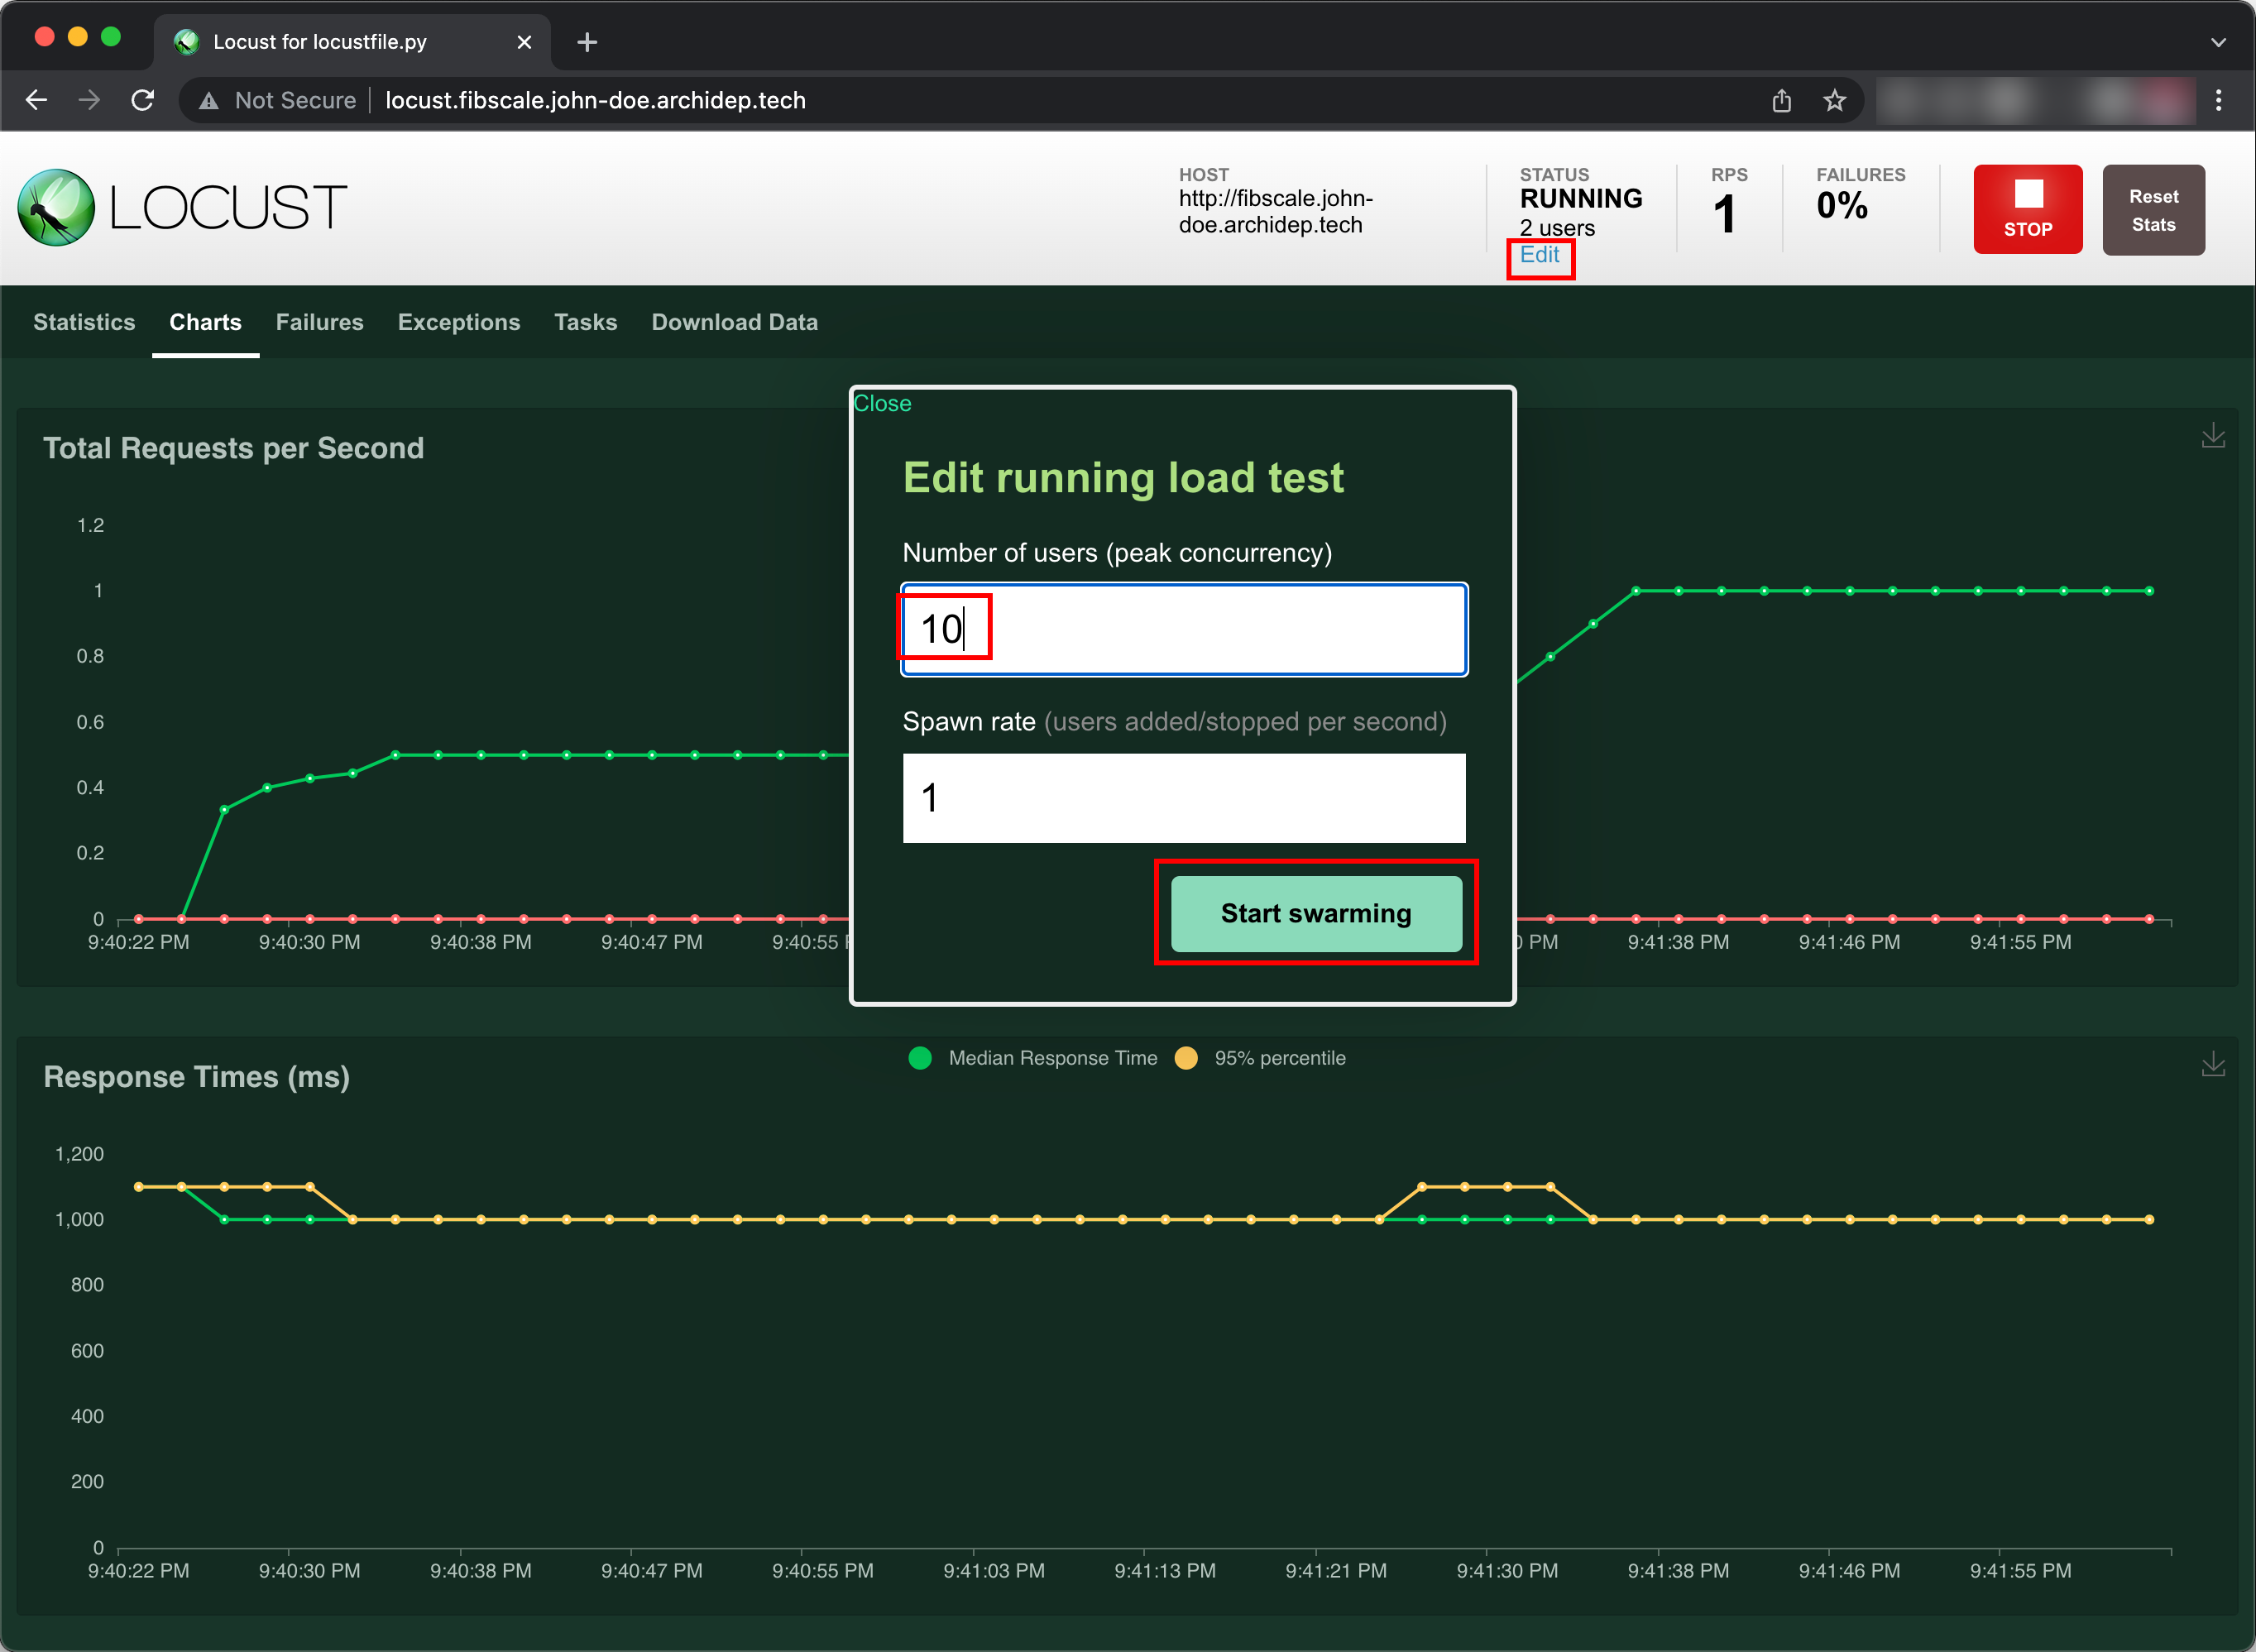 Locust for locustfile.py
Not Secure
locust.fibscale.john-doe.archidep.tech
LOCUST
HOST
http://fibscale.john-
doe.archidep.tech
STATUS
RUNNING
2 users
Edit
RPS
1
FAILURES
0%
STOP
Reset
Stats
Statistics Charts Failures Exceptions Tasks Download Data
Close
Edit running load test
Number of users (peak concurrency)
10
Spawn rate (users added/stopped per second)
1
Start swarming
Total Requests per Second
1.2
1
0.8
0.6
0.4
0.2
0
9:40:22 PM 9:40:30 PM 9:40:38 PM 9:40:47 PM 9:40:55 PM 9:41:38 PM 9:41:46 PM 9:41:55 PM
Median Response Time 95% percentile
Response Times (ms)
1,200
1,000
800
600
400
200
0
9:40:22 PM 9:40:30 PM 9:40:38 PM 9:40:47 PM 9:40:55 PM 9:41:03 PM 9:41:13 PM 9:41:21 PM 9:41:30 PM 9:41:38 PM 9:41:46 PM 9:41:55 PM